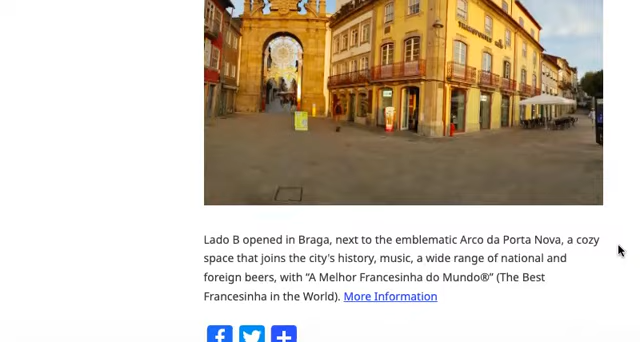 Lado B opened in Braga, next to the emblematic Arco da Porta Nova, a cozy
space that joins the city's history, music, a wide range of national and
foreign beers, with “A Melhor Francesinha do Mundo®” (The Best
Francesinha in the World). More Information